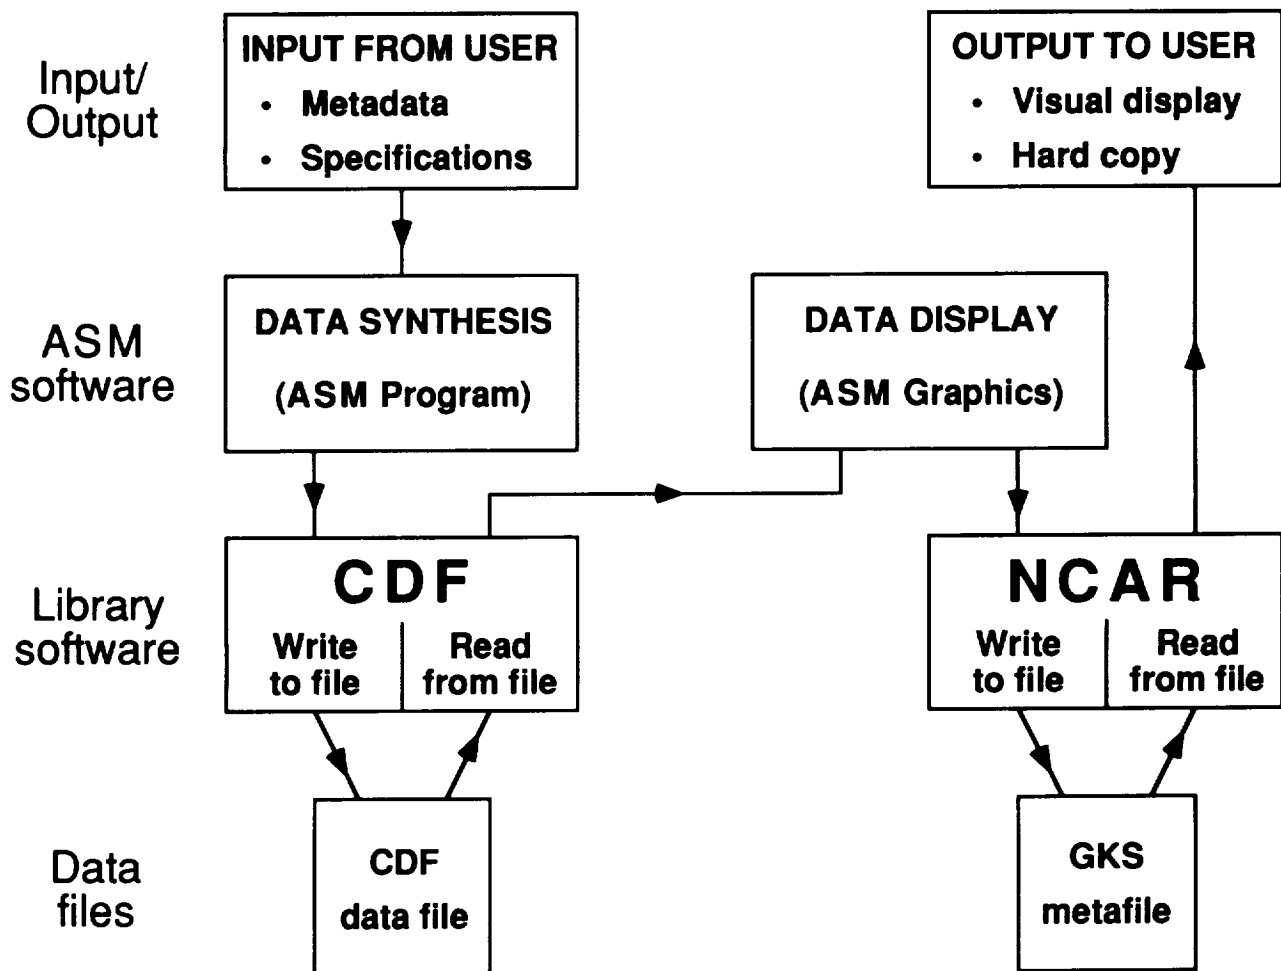 Input/
Output
INPUT FROM USER
• Metadata
• Specifications
OUTPUT TO USER
• Visual display
• Hard copy
ASM
software
DATA SYNTHESIS
(ASM Program)
DATA DISPLAY
(ASM Graphics)
Library
software
CDF
Write
to file
Read
from file
NCAR
Write
to file
Read
from file
Data
files
CDF
data file
GKS
metafile